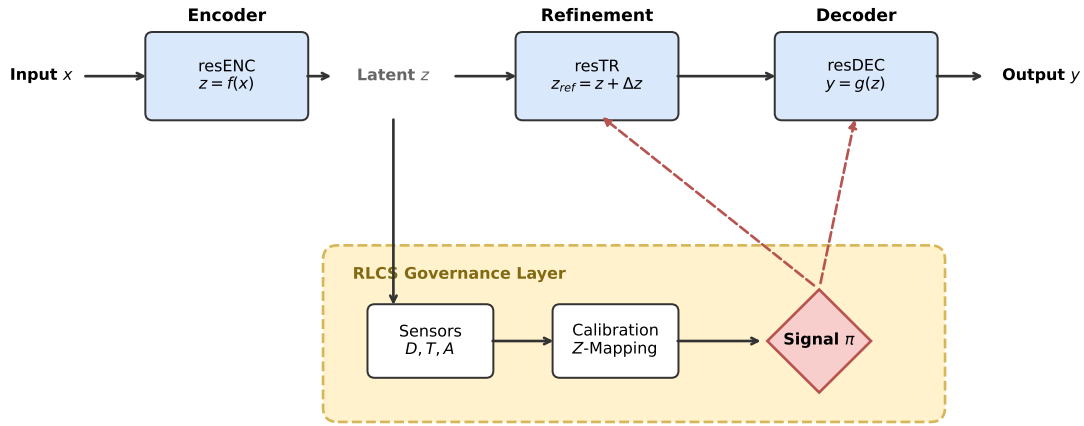 Encoder
Refinement
Decoder
Input x
resENC
z = f(x)
Latent z
resTR
z_ref = z + Δz
resDEC
y = g(z)
Output y
RLCS Governance Layer
Sensors
D, T, A
Calibration
Z-Mapping
Signal π